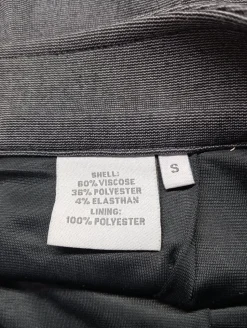 SHELL:
60% VISCOSE
36% POLYESTER
4% ELASTHAN
LINING:
100% POLYESTER
S